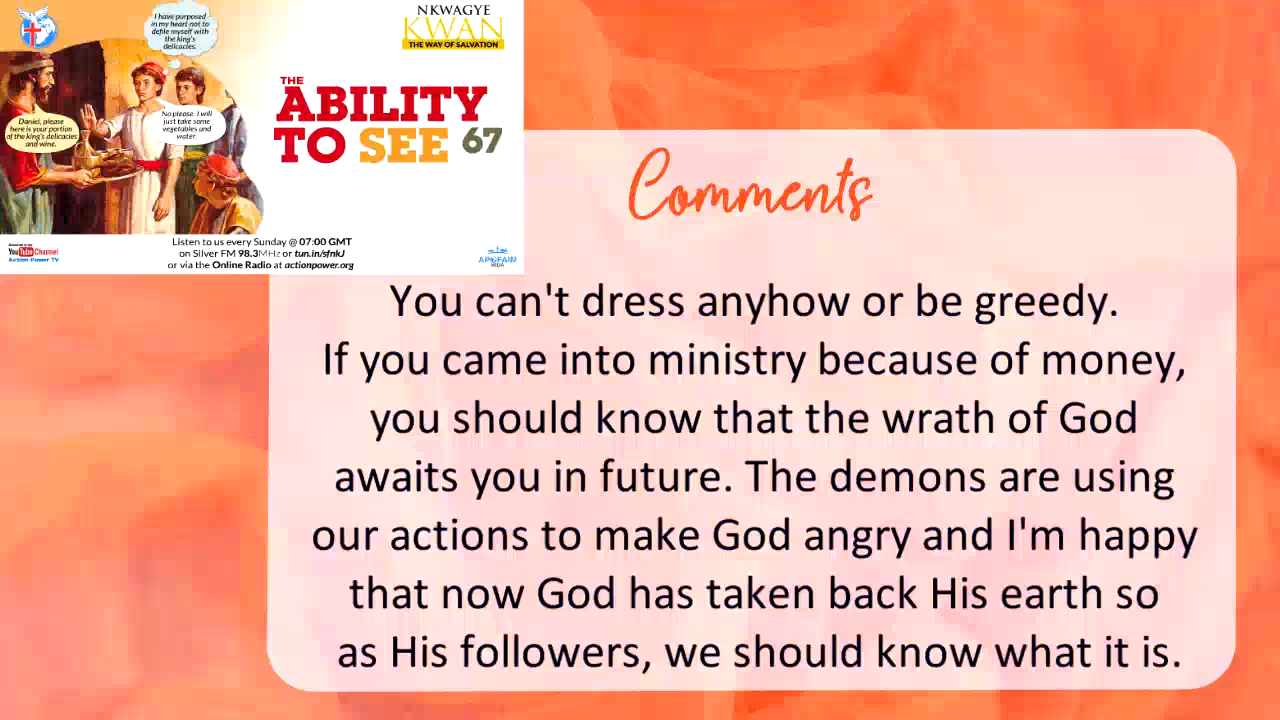 I have purposed
in my heart not to
defile myself with
the king's
delicacies.
Daniel, please
here is your portion
of the king's delicacies
and wine.
No please. I will
just take some
vegetables and
water.
NKWAGYE
KWAN
THE WAY OF SALVATION
THE
ABILITY
TO SEE 67
YouTube Channel
Action Power TV
Listen to us every Sunday @ 07:00 GMT
on Silver FM 98.3MHz or tun.in/sfnkJ
or via the Online Radio at actionpower.org
APOFAIM
MEDIA
Comments
You can't dress anyhow or be greedy.
If you came into ministry because of money,
you should know that the wrath of God
awaits you in future. The demons are using
our actions to make God angry and I'm happy
that now God has taken back His earth so
as His followers, we should know what it is.